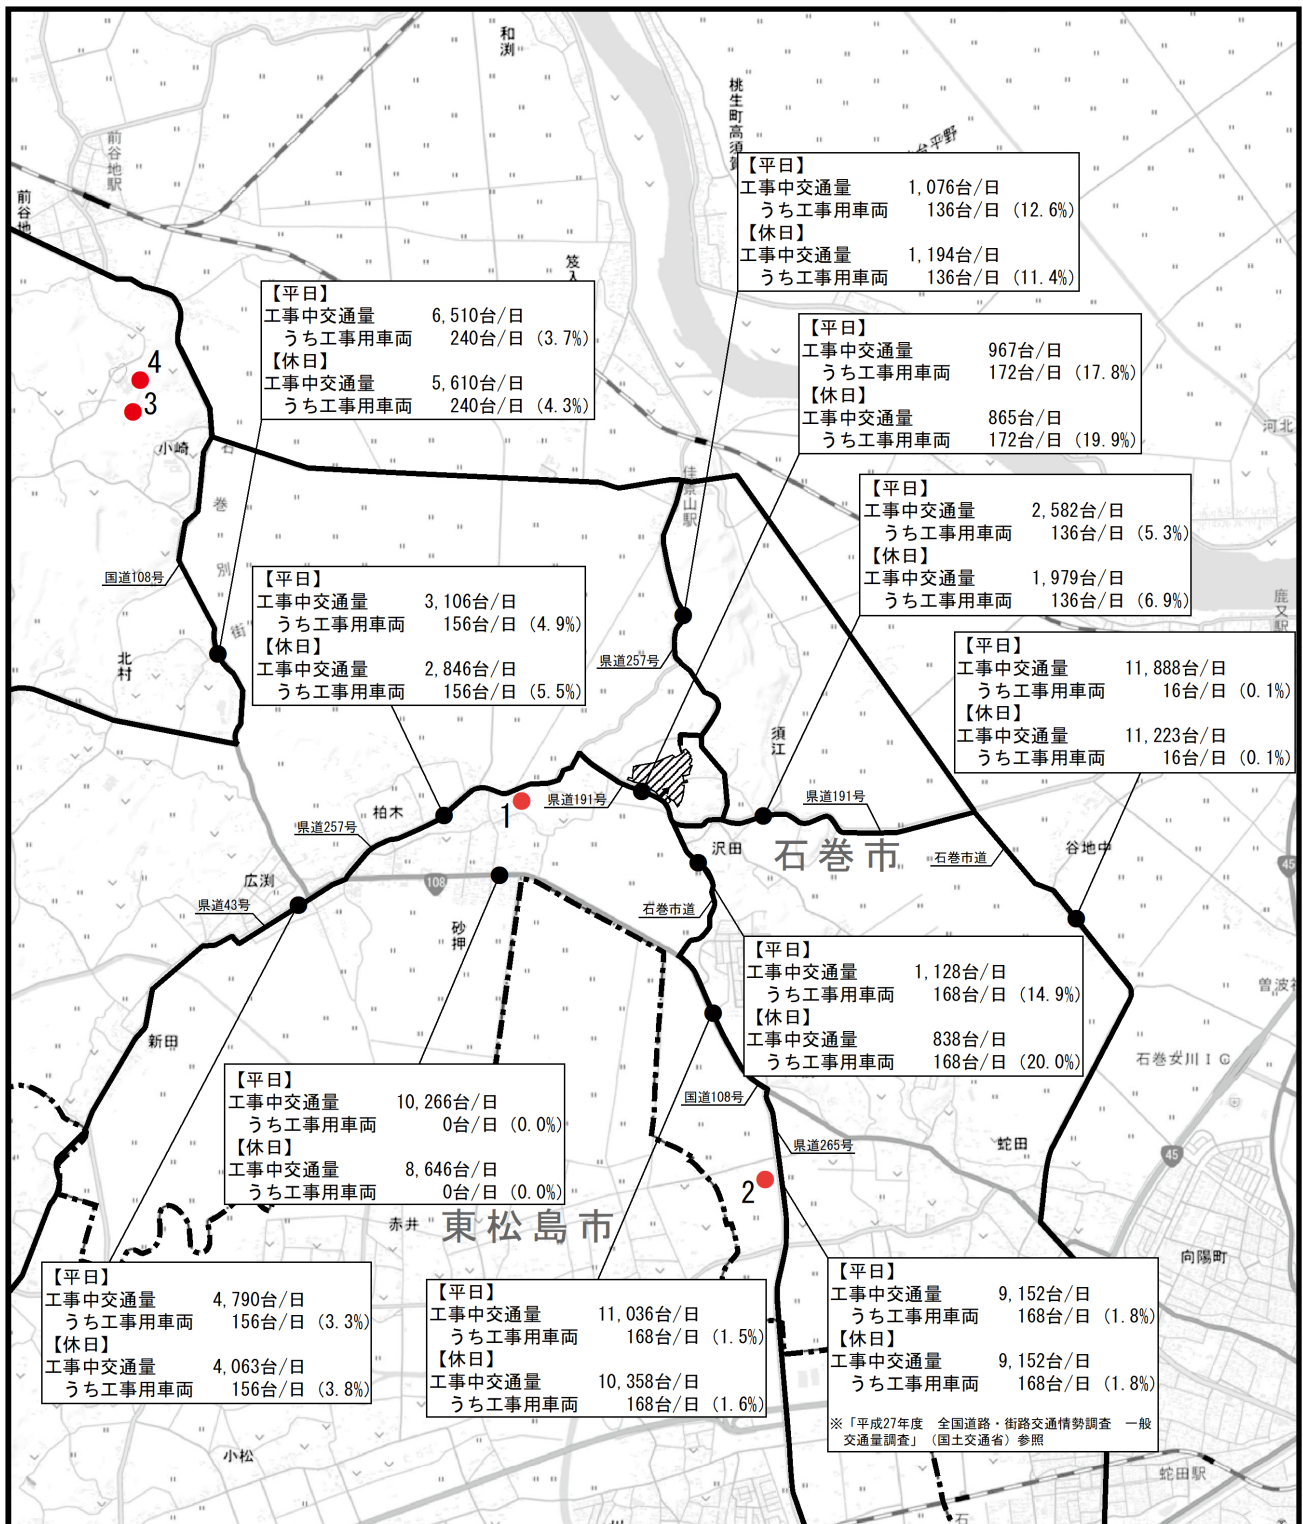 和渕
桃生町高須賀
台平野
前谷地駅
前谷地
笈入
【平日】
工事中交通量 1,076台/日
うち工事用車両 136台/日 (12.6%)
【休日】
工事中交通量 1,194台/日
うち工事用車両 136台/日 (11.4%)
【平日】
工事中交通量 6,510台/日
うち工事用車両 240台/日 (3.7%)
【休日】
工事中交通量 5,610台/日
うち工事用車両 240台/日 (4.3%)
【平日】
工事中交通量 967台/日
うち工事用車両 172台/日 (17.8%)
【休日】
工事中交通量 865台/日
うち工事用車両 172台/日 (19.9%)
4
3
小崎
河北
石巻別街
佳景山駅
【平日】
工事中交通量 2,582台/日
うち工事用車両 136台/日 (5.3%)
【休日】
工事中交通量 1,979台/日
うち工事用車両 136台/日 (6.9%)
国道108号
鹿又駅
【平日】
工事中交通量 3,106台/日
うち工事用車両 156台/日 (4.9%)
【休日】
工事中交通量 2,846台/日
うち工事用車両 156台/日 (5.5%)
北村
県道257号
【平日】
工事中交通量 11,888台/日
うち工事用車両 16台/日 (0.1%)
【休日】
工事中交通量 11,223台/日
うち工事用車両 16台/日 (0.1%)
須江
県道191号
県道191号
柏木
1
県道257号
沢田
石巻市
石巻市道
谷地中
45
広渕
108
県道43号
石巻市道
砂押
【平日】
工事中交通量 1,128台/日
うち工事用車両 168台/日 (14.9%)
【休日】
工事中交通量 838台/日
うち工事用車両 168台/日 (20.0%)
曽波神
新田
石巻女川IC
【平日】
工事中交通量 10,266台/日
うち工事用車両 0台/日 (0.0%)
【休日】
工事中交通量 8,646台/日
うち工事用車両 0台/日 (0.0%)
国道108号
県道265号
蛇田
45
2
赤井
東松島市
向陽町
【平日】
工事中交通量 4,790台/日
うち工事用車両 156台/日 (3.3%)
【休日】
工事中交通量 4,063台/日
うち工事用車両 156台/日 (3.8%)
【平日】
工事中交通量 11,036台/日
うち工事用車両 168台/日 (1.5%)
【休日】
工事中交通量 10,358台/日
うち工事用車両 168台/日 (1.6%)
【平日】
工事中交通量 9,152台/日
うち工事用車両 168台/日 (1.8%)
【休日】
工事中交通量 9,152台/日
うち工事用車両 168台/日 (1.8%)
※「平成27年度 全国道路・街路交通情勢調査 一般
交通量調査」（国土交通省）参照
小松
蛇田駅
石